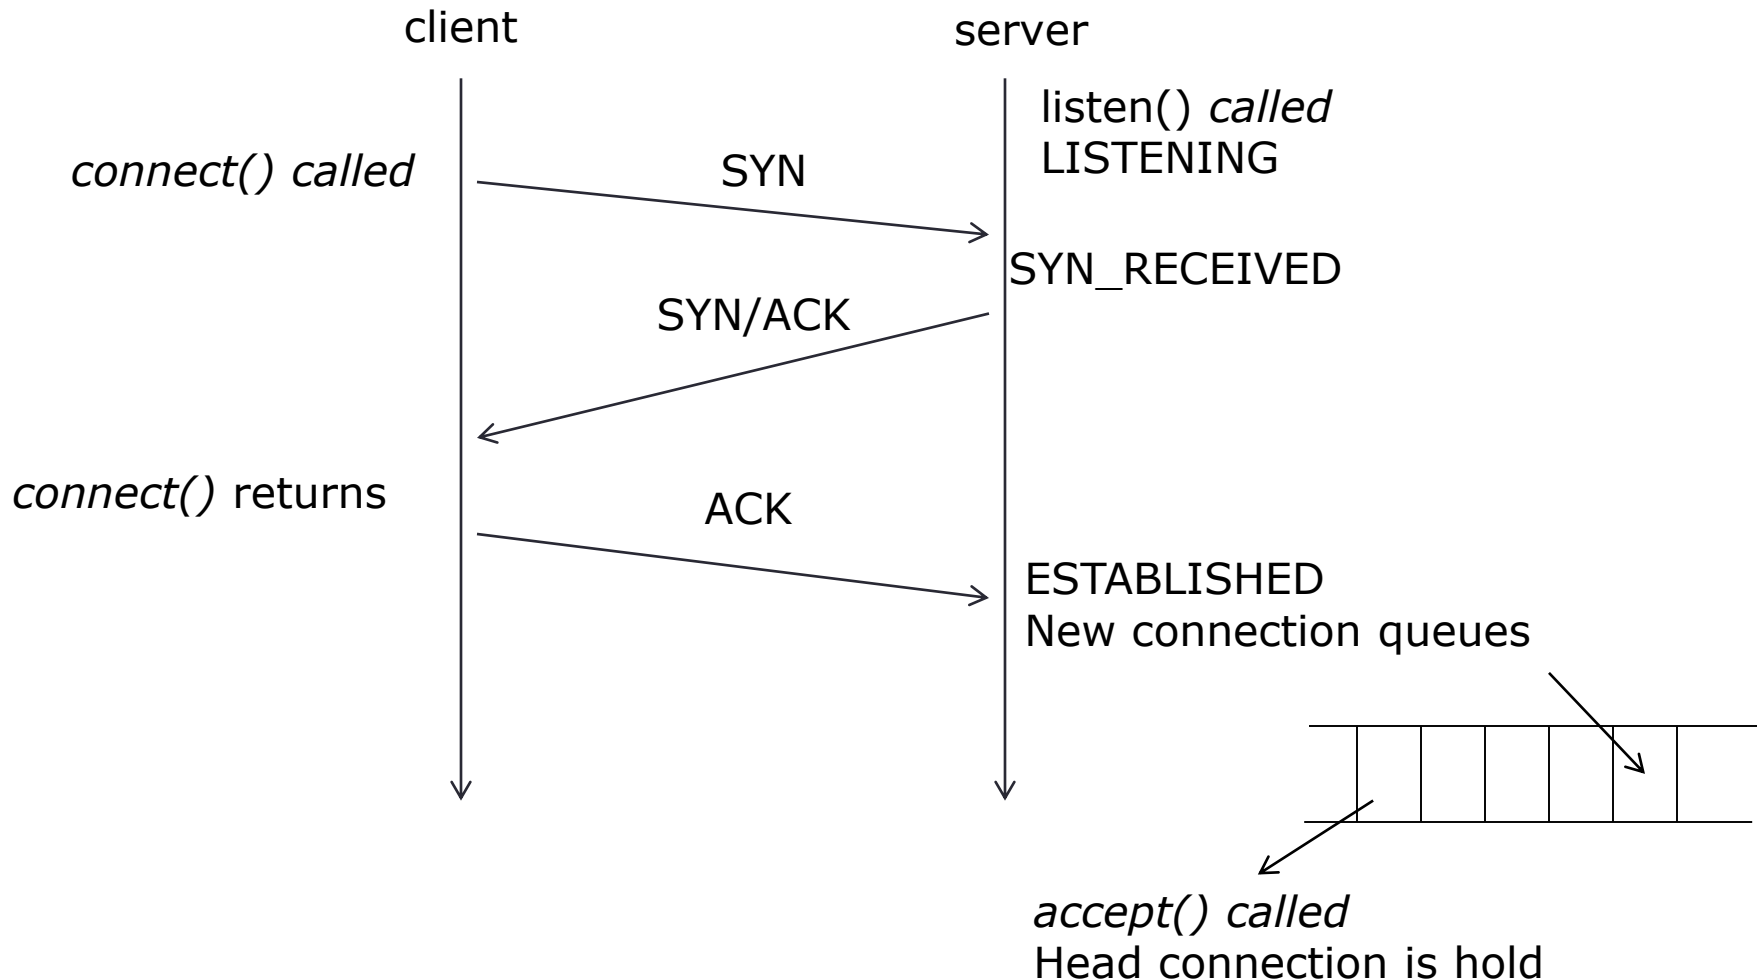 client
server
listen() called
LISTENING
connect() called
SYN
SYN_RECEIVED
SYN/ACK
connect() returns
ACK
ESTABLISHED
New connection queues
accept() called
Head connection is hold